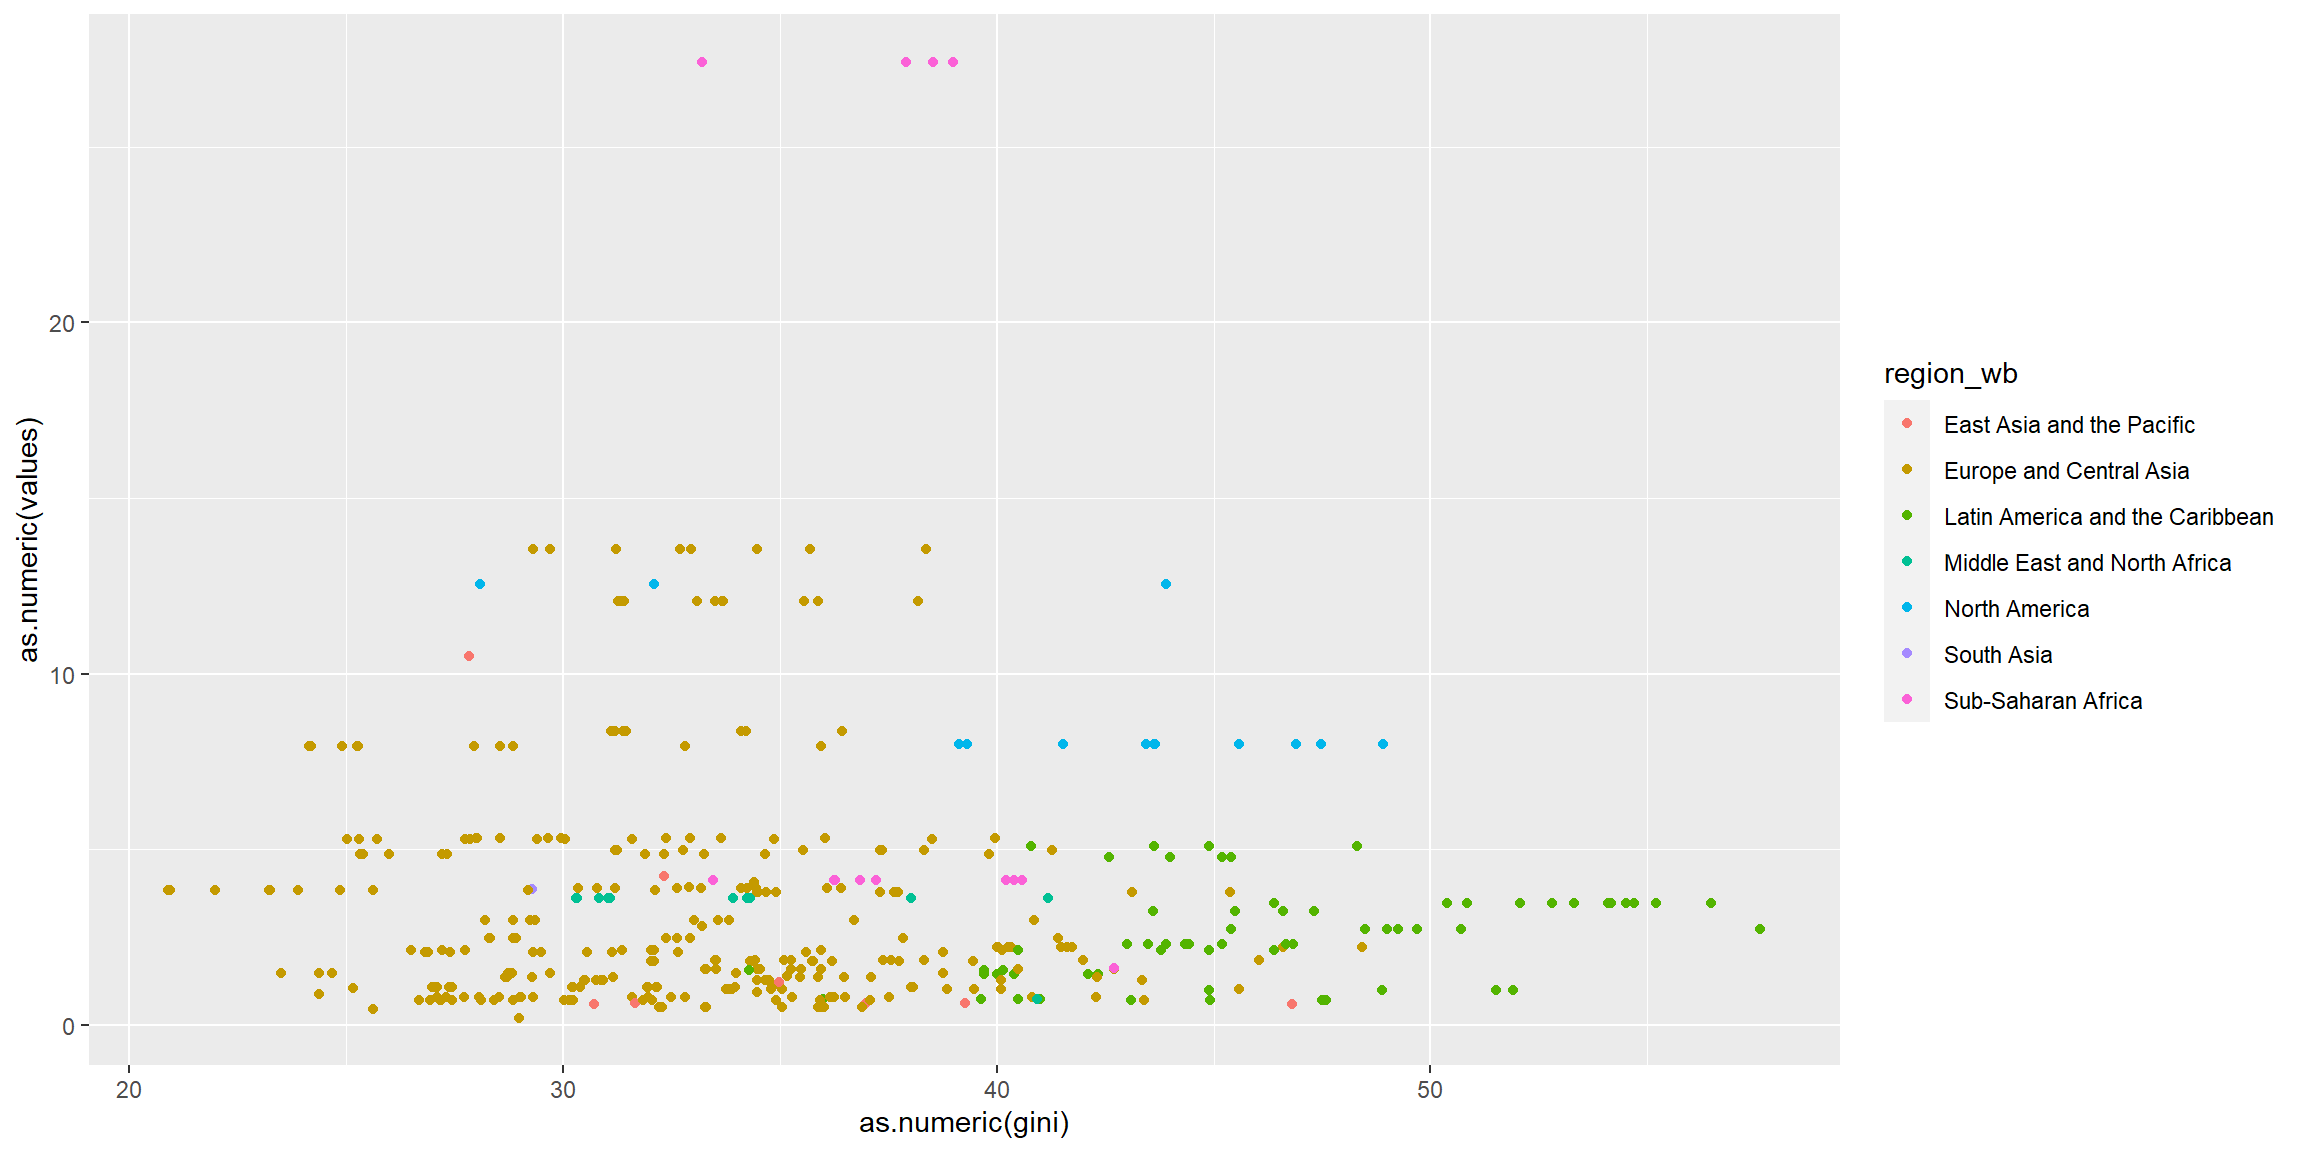 20
10
0
as.numeric(values)
20
30
40
50
as.numeric(gini)
region_wb
East Asia and the Pacific
Europe and Central Asia
Latin America and the Caribbean
Middle East and North Africa
North America
South Asia
Sub-Saharan Africa